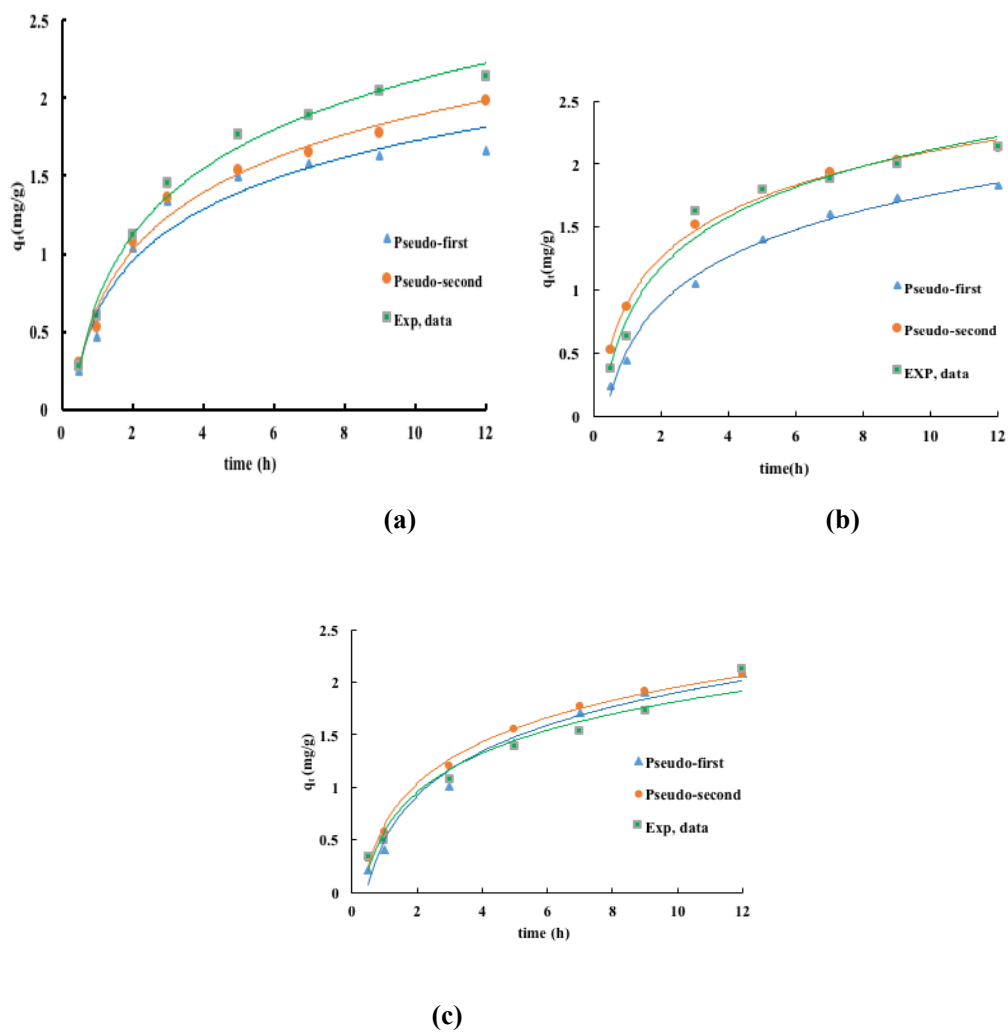 2.5
2
1.5
1
0.5
0
qt(mg/g)
Pseudo-first
Pseudo-second
Exp, data
0 2 4 6 8 10 12
time (h)
(a)
2.5
2
1.5
1
0.5
0
qt(mg/g)
Pseudo-first
Pseudo-second
EXP, data
0 2 4 6 8 10 12
time(h)
(b)
2.5
2
1.5
1
0.5
0
qt (mg/g)
Pseudo-first
Pseudo-second
Exp, data
0 2 4 6 8 10 12
time (h)
(c)